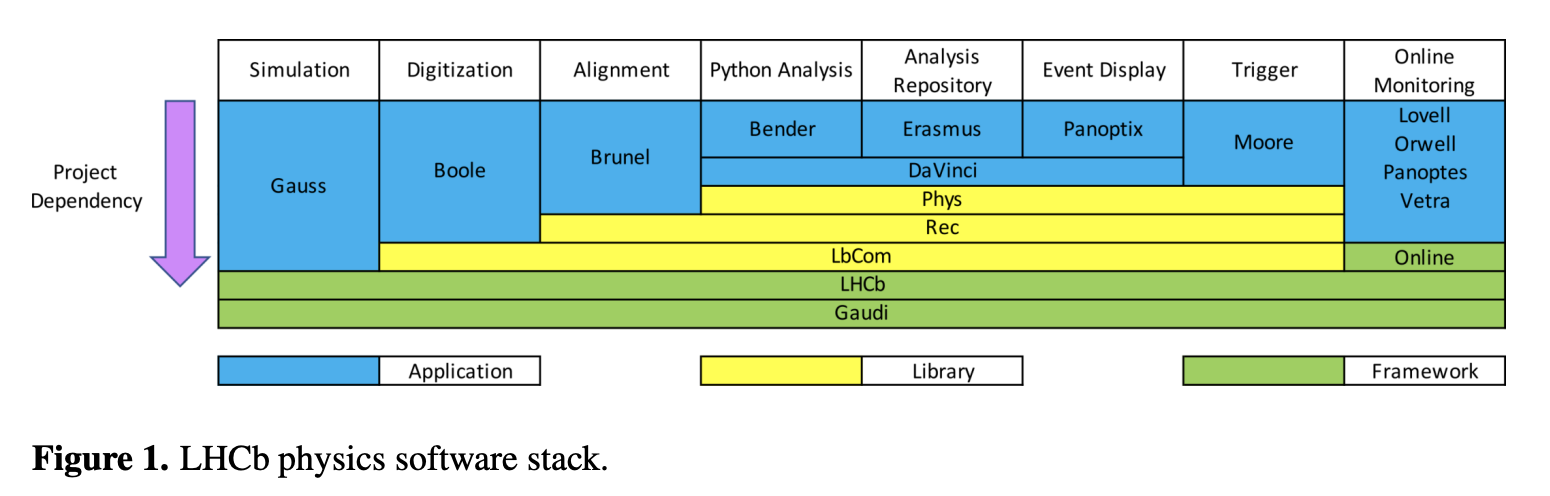 Simulation
Digitization
Alignment
Python Analysis
Analysis
Repository
Event Display
Trigger
Online
Monitoring
Project
Dependency
Gauss
Boole
Brunel
Bender
Erasmus
Panoptix
DaVinci
Moore
Lovell
Orwell
Panoptes
Vetra
Phys
Rec
LbCom
Online
LHCb
Gaudi
Application
Library
Framework
Figure 1. LHCb physics software stack.